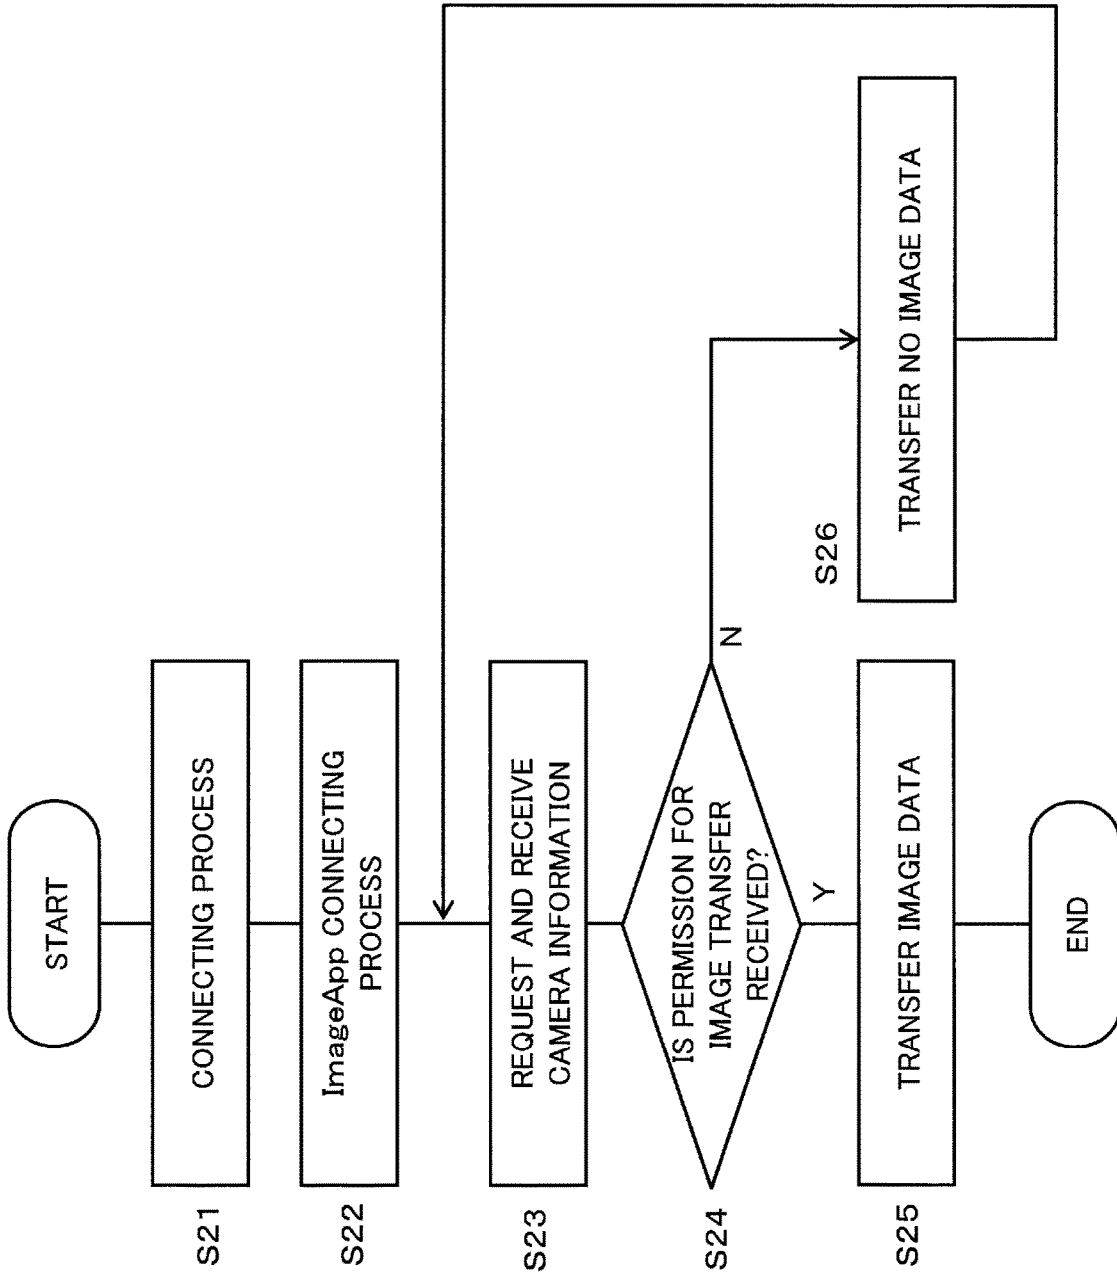 START
S21
CONNECTING PROCESS
S22
ImageApp CONNECTING
PROCESS
S23
REQUEST AND RECEIVE
CAMERA INFORMATION
S24
IS PERMISSION FOR
IMAGE TRANSFER
RECEIVED?
N
Y
S25
TRANSFER IMAGE DATA
S26
TRANSFER NO IMAGE DATA
END